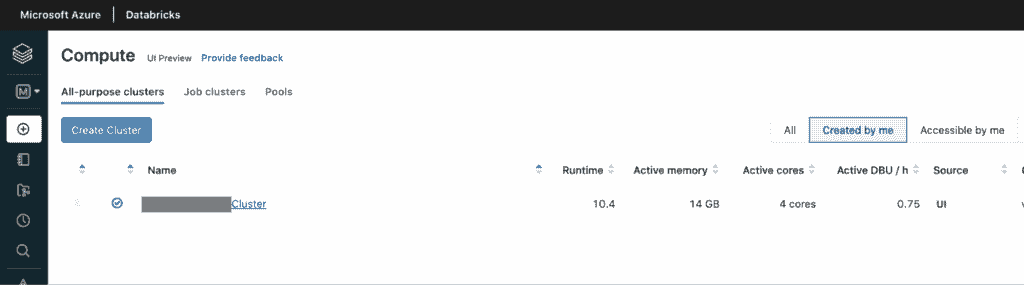 Microsoft Azure Databricks
Compute UI Preview Provide feedback
M
All-purpose clusters Job clusters Pools
Create Cluster All Created by me Accessible by me
Name Runtime Active memory Active cores Active DBU / h Source
Cluster 10.4 14 GB 4 cores 0.75 UI